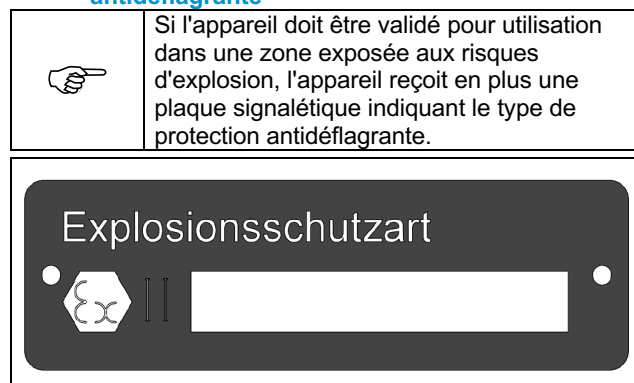 antidéflagrante
Si l'appareil doit être validé pour utilisation
dans une zone exposée aux risques
d'explosion, l'appareil reçoit en plus une
plaque signalétique indiquant le type de
protection antidéflagrante.
Explosionsschutzart
Ex II